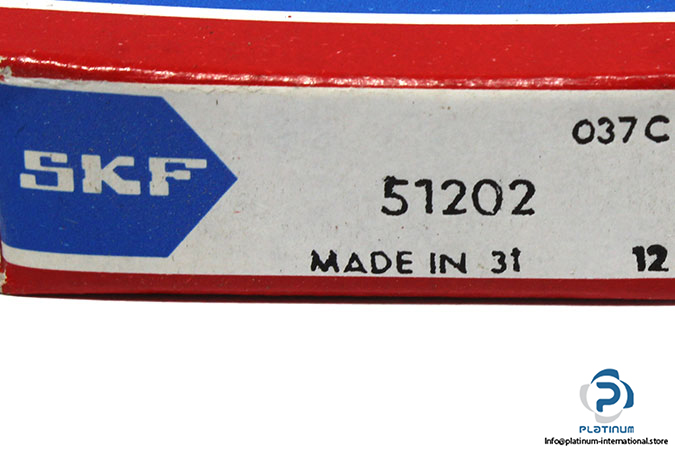 037C
SKF
51202
MADE IN 31
12
PLATINUM
Info@platinum-international.store